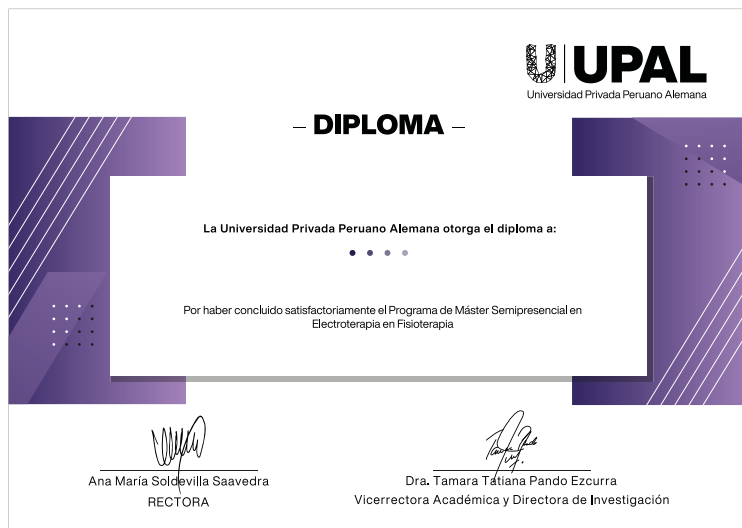 UPAL
Universidad Privada Peruano Alemana
– DIPLOMA –
La Universidad Privada Peruano Alemana otorga el diploma a:
Por haber concluido satisfactoriamente el Programa de Máster Semipresencial en
Electroterapia en Fisioterapia
Ana María Soldevilla Saavedra
RECTORA
Dra. Tamara Tatiana Pando Ezcurra
Vicerrectora Académica y Directora de Investigación